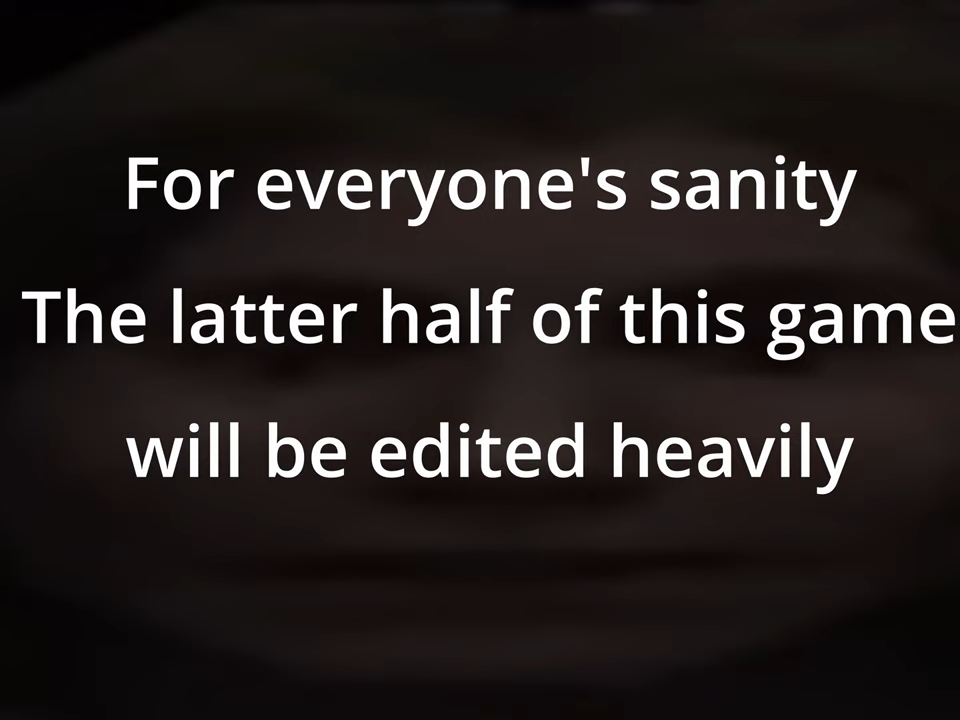 For everyone's sanity
The latter half of this game
will be edited heavily